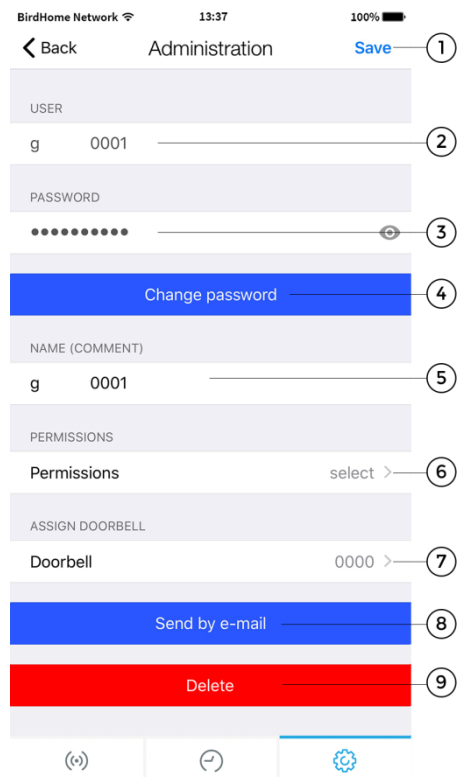 BirdHome Network 13:37 100%
Back Administration Save 1
USER
g 0001 2
PASSWORD
●●●●●●●●●● 3
Change password 4
NAME (COMMENT)
g 0001 5
PERMISSIONS
Permissions select > 6
ASSIGN DOORBELL
Doorbell 0000 > 7
Send by e-mail 8
Delete 9